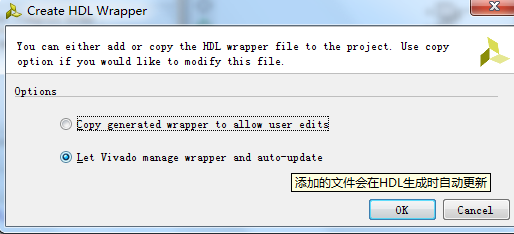 Create HDL Wrapper
You can either add or copy the HDL wrapper file to the project. Use copy
option if you would like to modify this file.
Options
Copy generated wrapper to allow user edits
Let Vivado manage wrapper and auto-update
添加的文件会在HDL生成时自动更新
OK
Cancel